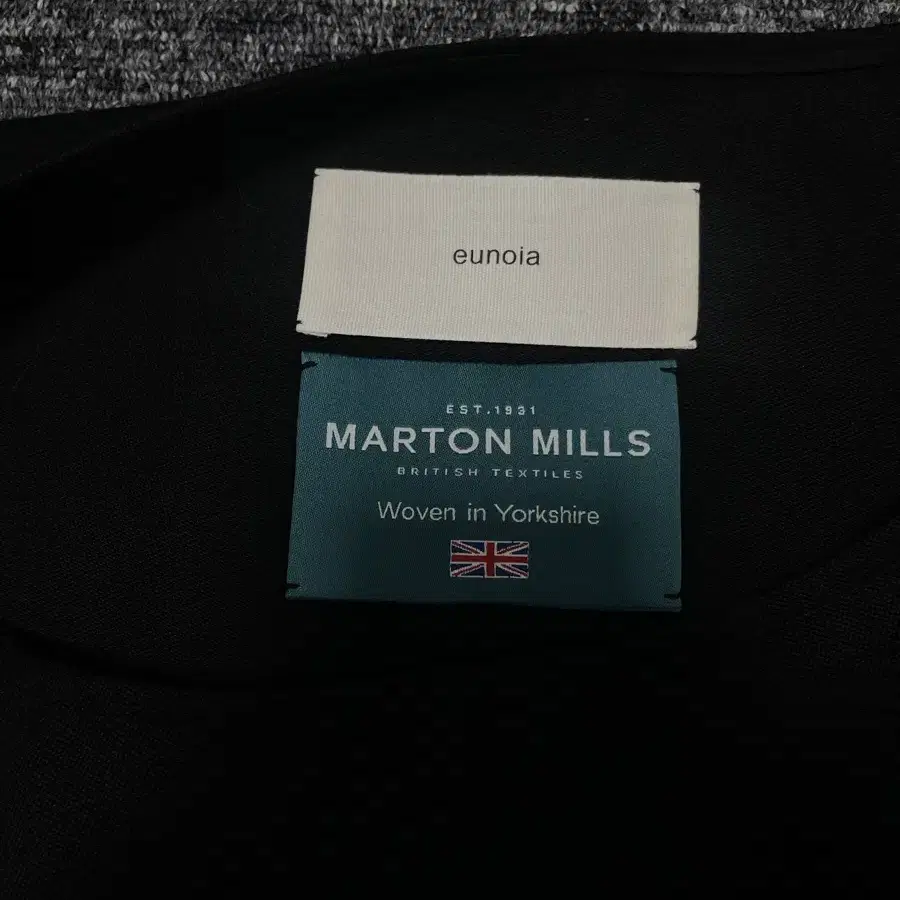 eunoia
EST.1931
MARTON MILLS
BRITISH TEXTILES
Woven in Yorkshire